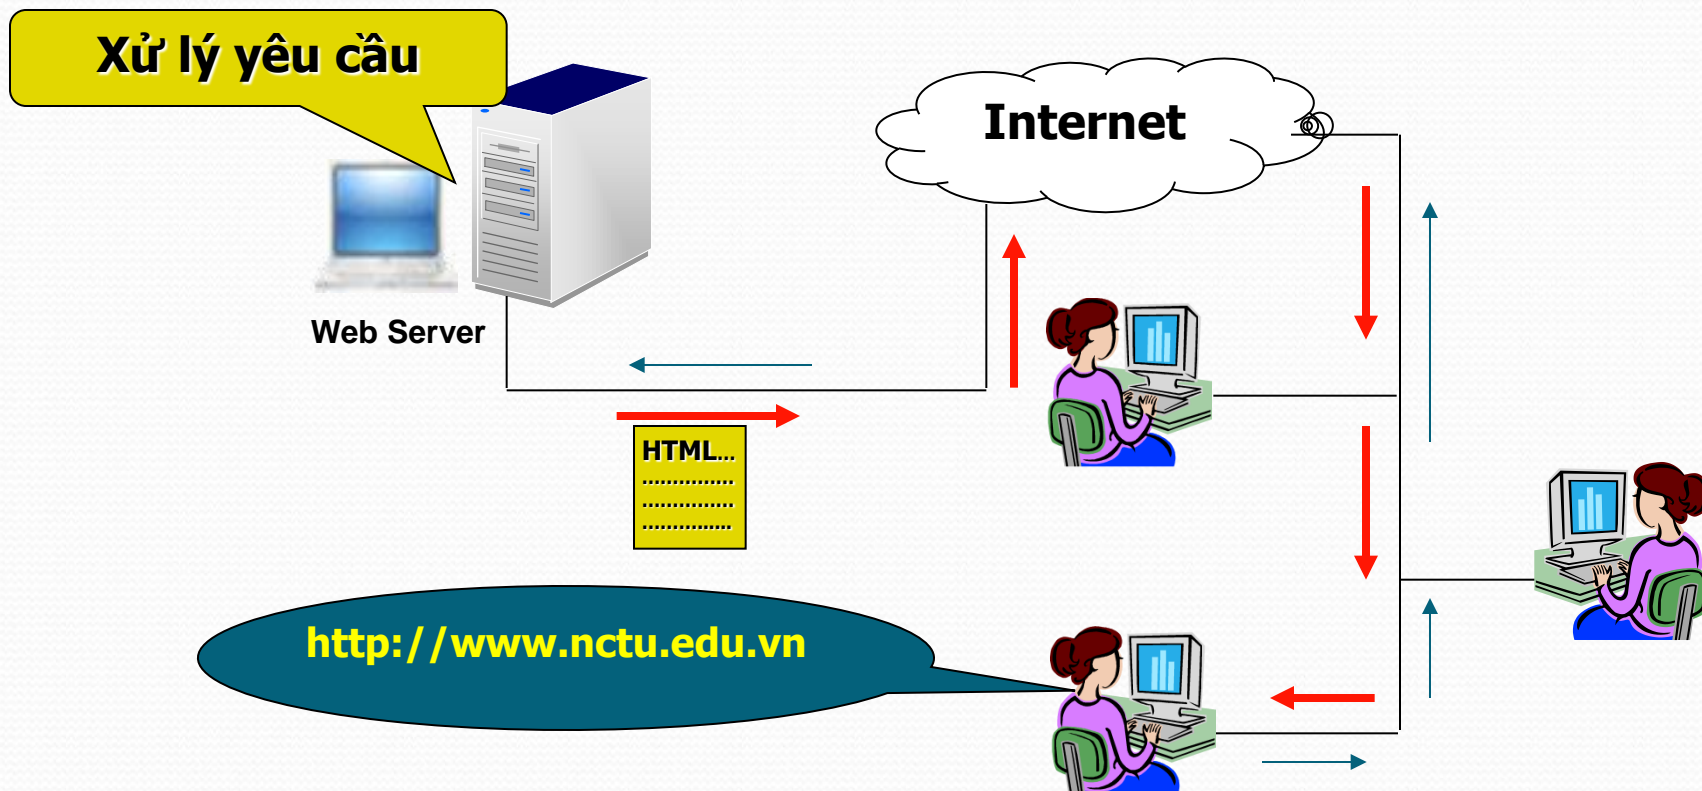 Xử lý yêu cầu
Internet
Web Server
HTML...
...............
...............
...............
http://www.nctu.edu.vn